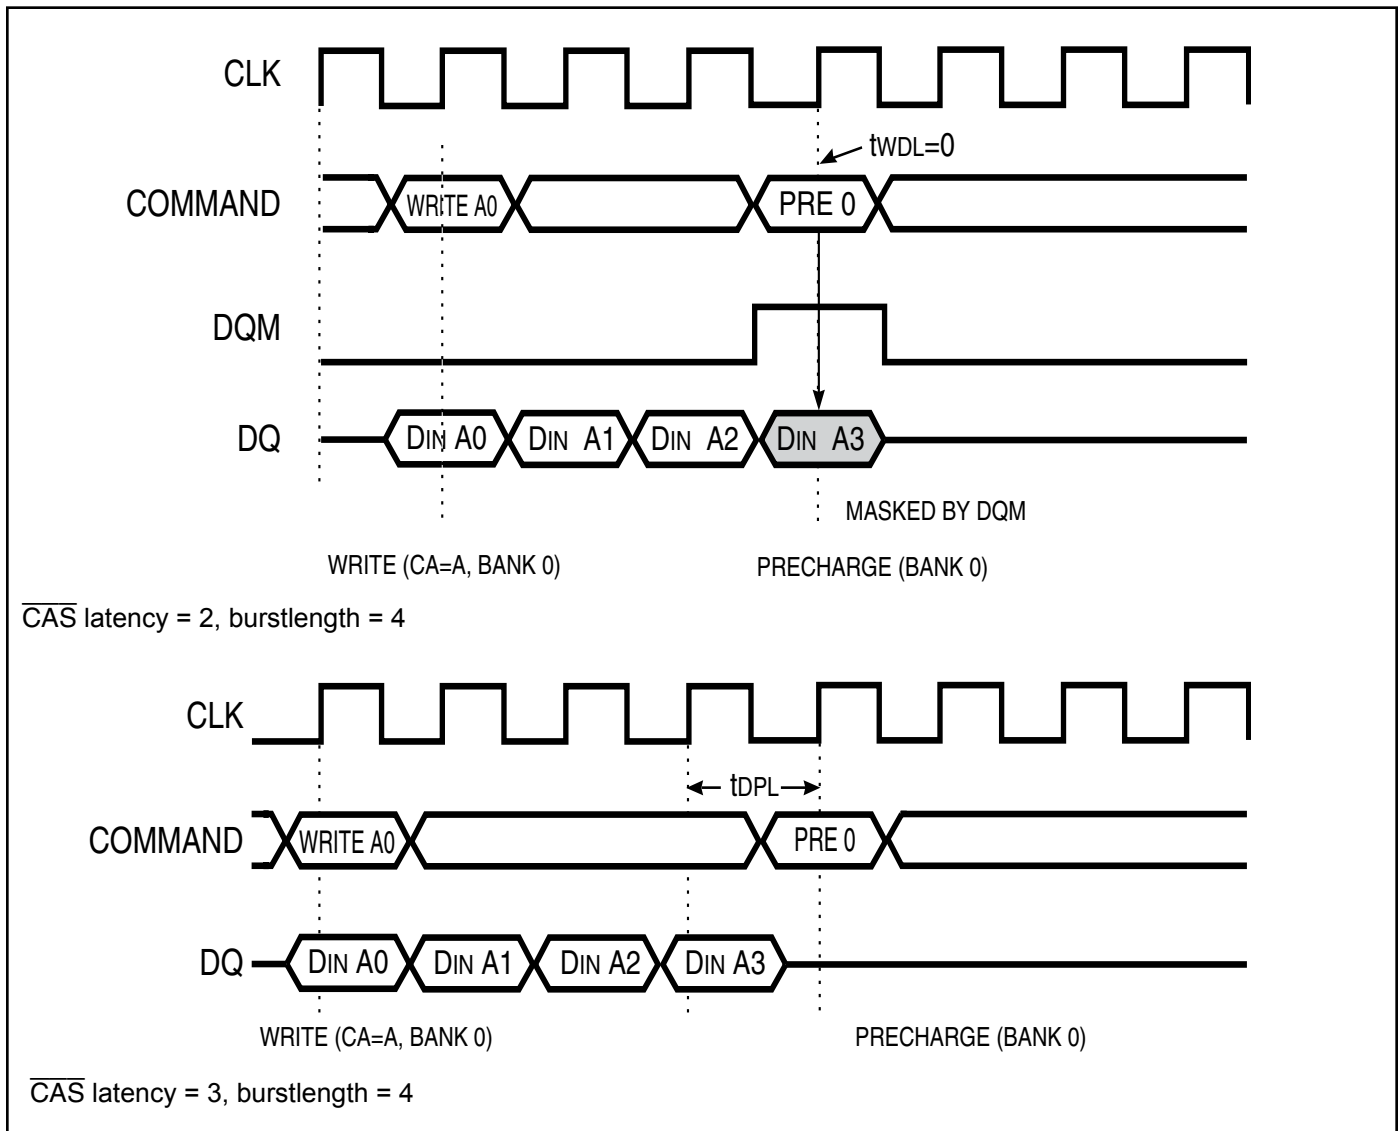 CLK
tWDL=0
COMMAND
WRITE A0
PRE 0
DQM
DQ
DIN A0
DIN A1
DIN A2
DIN A3
MASKED BY DQM
WRITE (CA=A, BANK 0)
PRECHARGE (BANK 0)
CAS latency = 2, burstlength = 4
CLK
tDPL
COMMAND
WRITE A0
PRE 0
DQ
DIN A0
DIN A1
DIN A2
DIN A3
WRITE (CA=A, BANK 0)
PRECHARGE (BANK 0)
CAS latency = 3, burstlength = 4